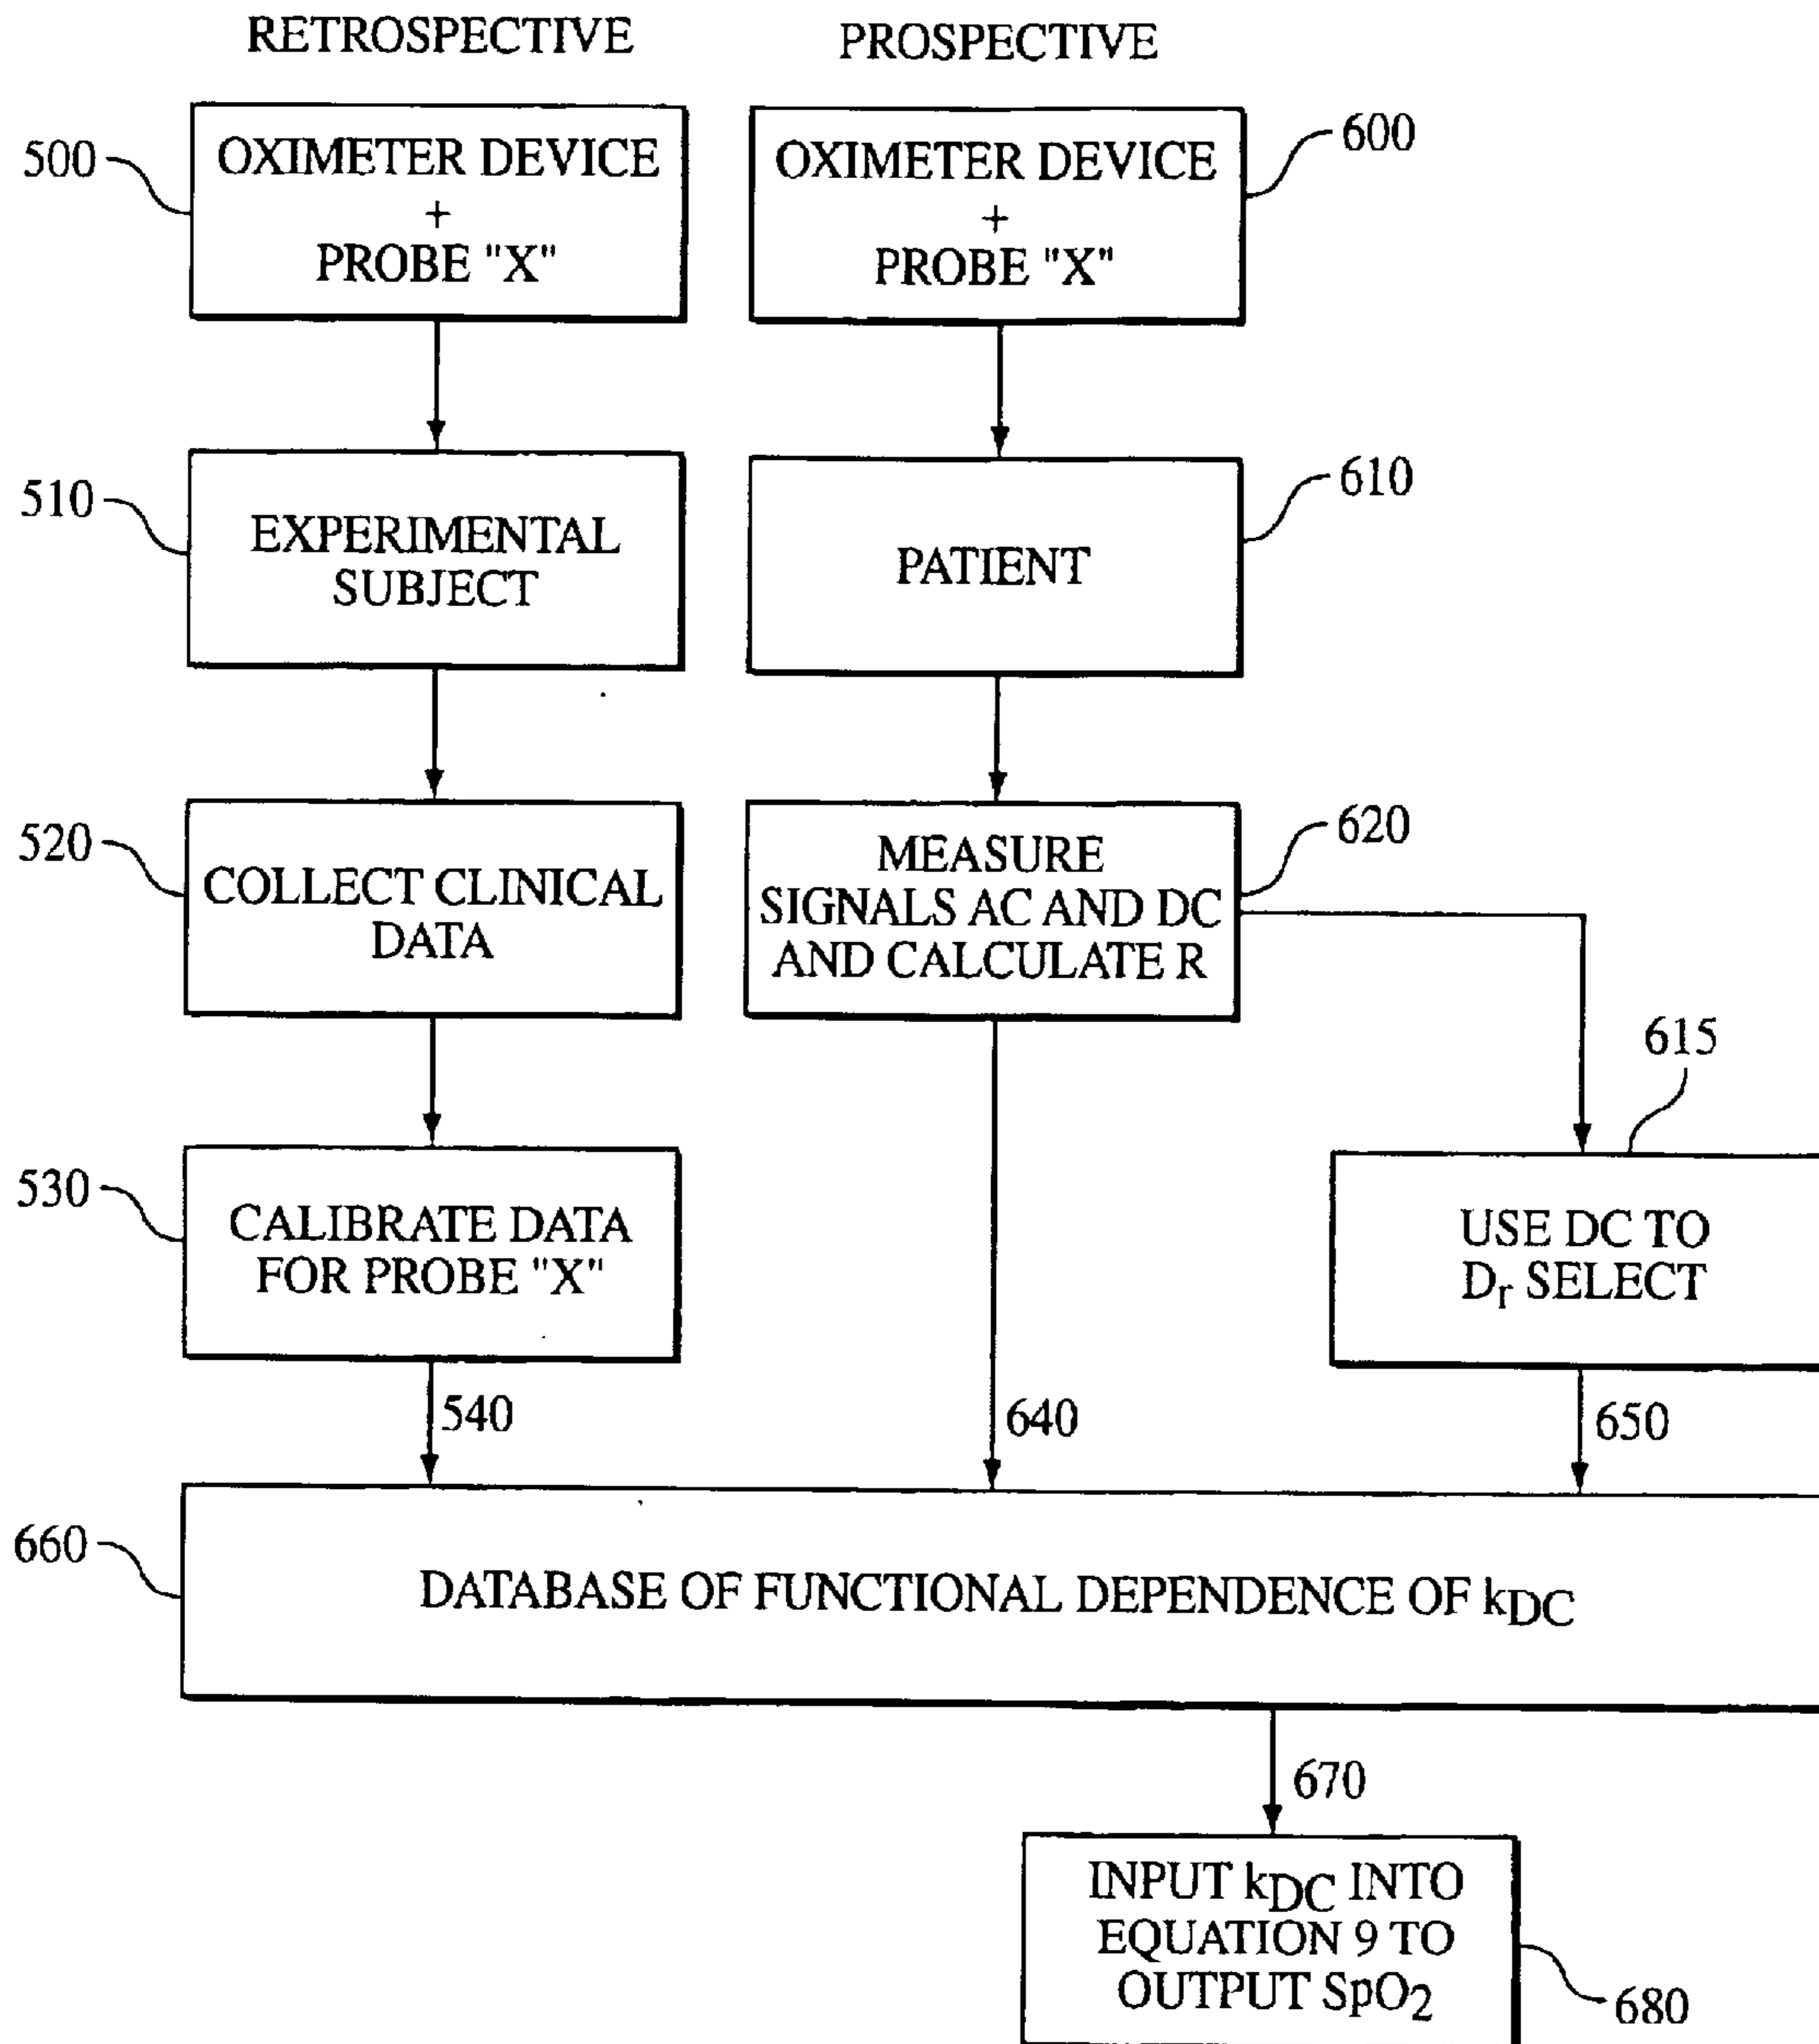 RETROSPECTIVE
PROSPECTIVE
500
OXIMETER DEVICE
+
PROBE "X"
OXIMETER DEVICE
+
PROBE "X"
600
510
EXPERIMENTAL
SUBJECT
PATIENT
610
520
COLLECT CLINICAL
DATA
MEASURE
SIGNALS AC AND DC
AND CALCULATE R
620
615
530
CALIBRATE DATA
FOR PROBE "X"
USE DC TO
Dr SELECT
540
640
650
660
DATABASE OF FUNCTIONAL DEPENDENCE OF kDC
670
INPUT kDC INTO
EQUATION 9 TO
OUTPUT SpO2
680